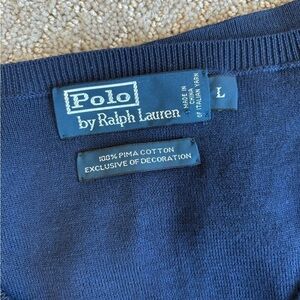 Polo
by Ralph Lauren
MADE IN
CHINA
OF ITALIAN YARN
L
100% PIMA COTTON
EXCLUSIVE OF DECORATION